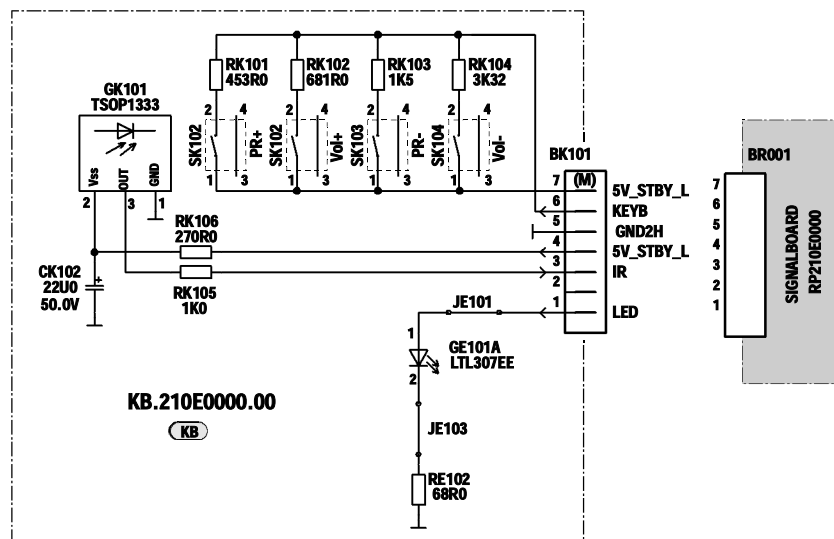 RK101
453R0
RK102
681R0
RK103
1K5
RK104
3K32
GK101
TSOP1333
2
4
2
4
2
4
2
4
SK102
PR+
SK102
Vol+
SK103
PR-
SK104
Vol-
1
3
1
3
1
3
1
3
Vss
OUT
GND
2
3
1
BK101
(M)
7
5V_STBY_L
6
KEYB
5
GND2H
4
5V_STBY_L
3
IR
2
1
LED
BR001
7
6
5
4
3
2
1
SIGNALBOARD
RP210E0000
RK106
270R0
RK105
1K0
CK102
+
22U0
50.0V
JE101
1
GE101A
LTL307EE
2
JE103
RE102
68R0
KB.210E0000.00
KB